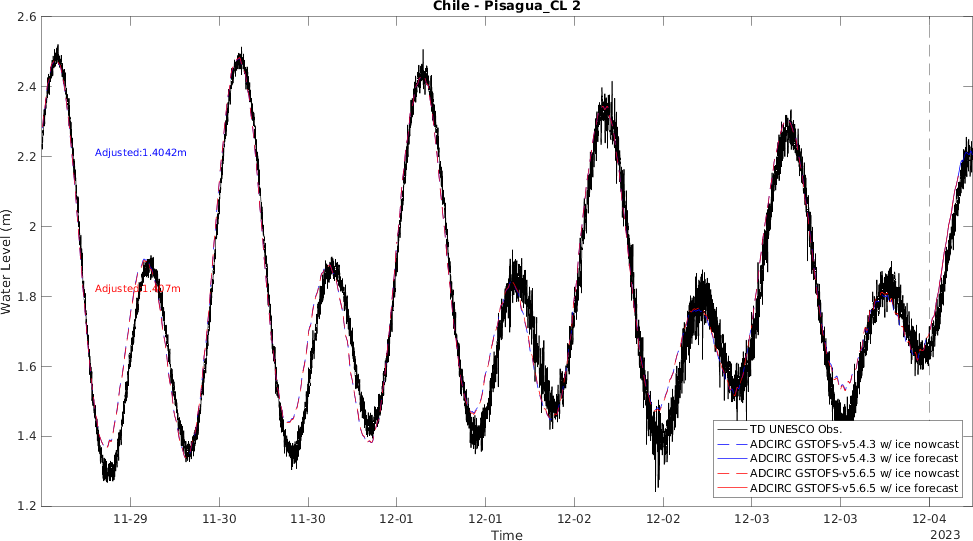 Chile - Pisagua_CL 2
2.6
2.4
2.2
2
1.8
1.6
1.4
1.2
Water Level (m)
Adjusted:1.4042m
Adjusted:1.407m
TD UNESCO Obs.
ADCIRC GSTOFS-v5.4.3 w/ ice nowcast
ADCIRC GSTOFS-v5.4.3 w/ ice forecast
ADCIRC GSTOFS-v5.6.5 w/ ice nowcast
ADCIRC GSTOFS-v5.6.5 w/ ice forecast
11-29 11-30 11-30 12-01 12-01 12-02 12-02 12-03 12-03 12-04
Time
2023